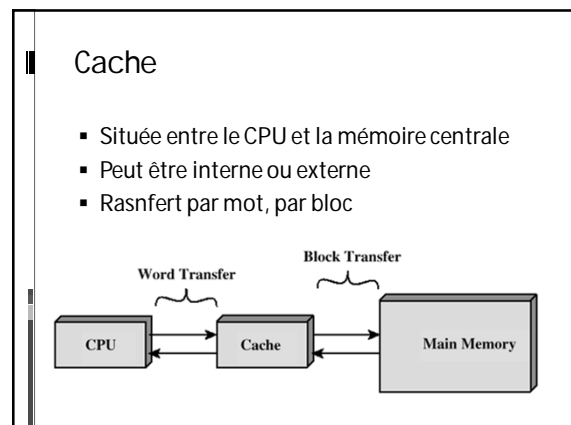 Cache
▪ Située entre le CPU et la mémoire centrale
▪ Peut être interne ou externe
▪ Rasnfert par mot, par bloc
Block Transfer
Word Transfer
CPU
Cache
Main Memory